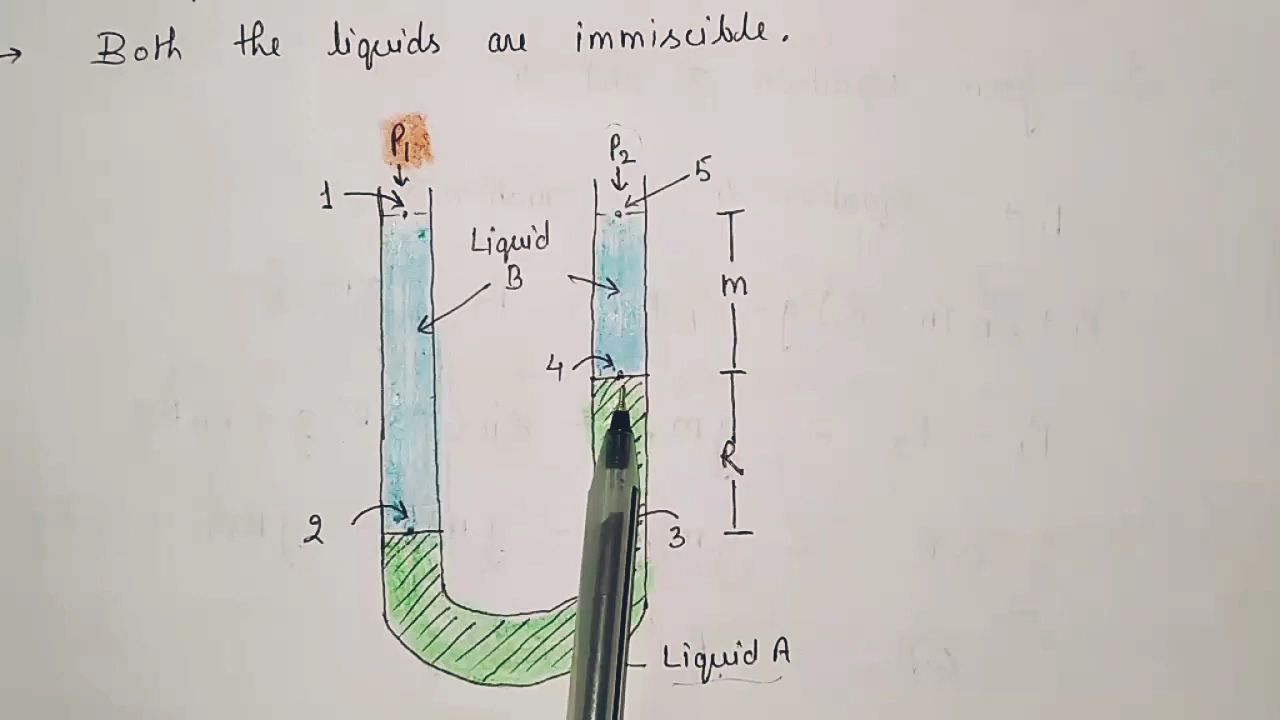 → Both the liquids are immiscible.
P1
P2
1
5
Liquid
B
m
4
R
2
3
Liquid A